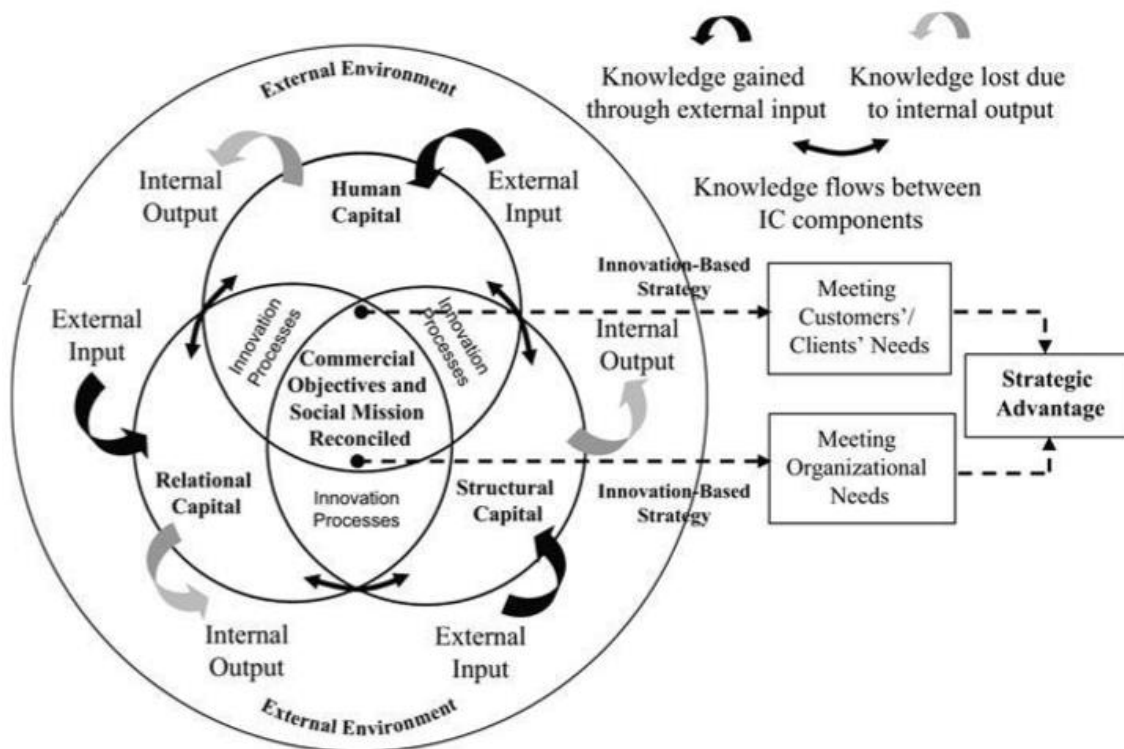 External Environment
Knowledge gained
through external input
Knowledge lost due
to internal output
Knowledge flows between
IC components
Internal
Output
Human
Capital
External
Input
External
Input
Innovation
Processes
Innovation
Processes
Commercial
Objectives and
Social Mission
Reconciled
Internal
Output
Innovation-Based
Strategy
Meeting
Customers'/
Clients' Needs
Strategic
Advantage
Relational
Capital
Innovation
Processes
Structural
Capital
Innovation-Based
Strategy
Meeting
Organizational
Needs
Internal
Output
External
Input
External Environment